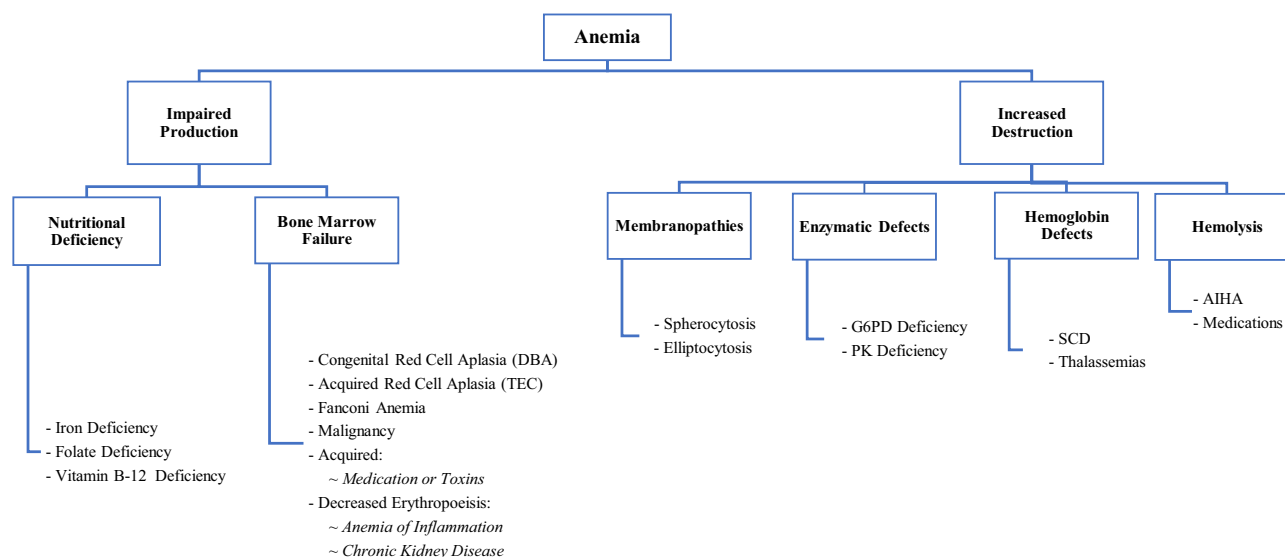 Anemia
Impaired
Production
Increased
Destruction
Nutritional
Deficiency
Bone Marrow
Failure
Membranopathies
Enzymatic Defects
Hemoglobin
Defects
Hemolysis
- Iron Deficiency
- Folate Deficiency
- Vitamin B-12 Deficiency
- Congenital Red Cell Aplasia (DBA)
- Acquired Red Cell Aplasia (TEC)
- Fanconi Anemia
- Malignancy
- Acquired:
~ Medication or Toxins
- Decreased Erythropoeisis:
~ Anemia of Inflammation
~ Chronic Kidney Disease
- Spherocytosis
- Elliptocytosis
- G6PD Deficiency
- PK Deficiency
- SCD
- Thalassemias
- AIHA
- Medications